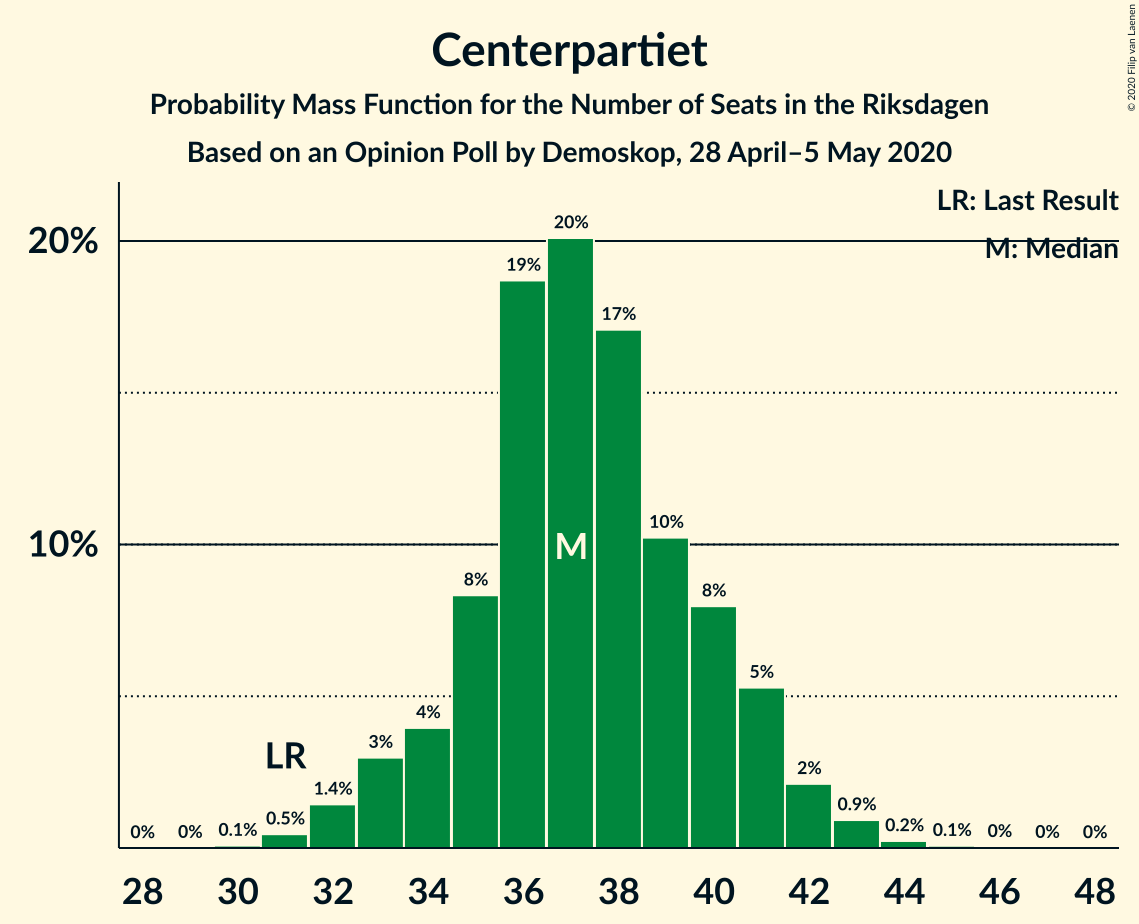 Centerpartiet
Probability Mass Function for the Number of Seats in the Riksdagen
Based on an Opinion Poll by Demoskop, 28 April–5 May 2020
© 2020 Filip van Laenen
LR: Last Result
M: Median
20%
10%
0%
0%
0.1%
0.5%
LR
1.4%
3%
4%
8%
19%
20%
M
17%
10%
8%
5%
2%
0.9%
0.2%
0.1%
0%
0%
0%
28 30 32 34 36 38 40 42 44 46 48